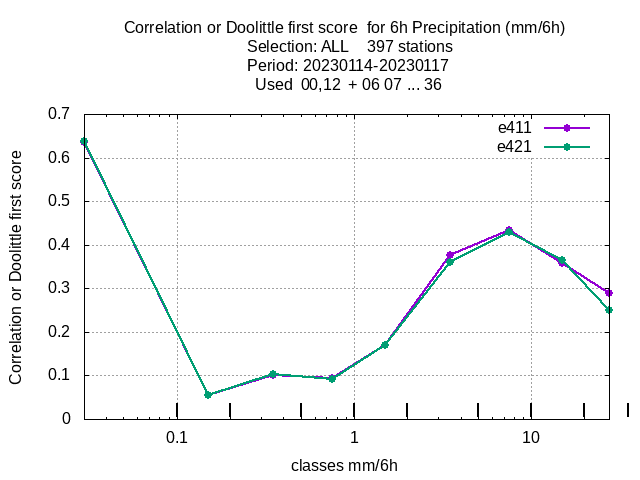 Correlation or Doolittle first score  for 6h Precipitation (mm/6h)
Selection: ALL    397 stations
Period: 20230114-20230117
Used  00,12  + 06 07 ... 36
Correlation or Doolittle first score
0.7
0.6
0.5
0.4
0.3
0.2
0.1
0
e411
e421
0.1
1
10
classes mm/6h